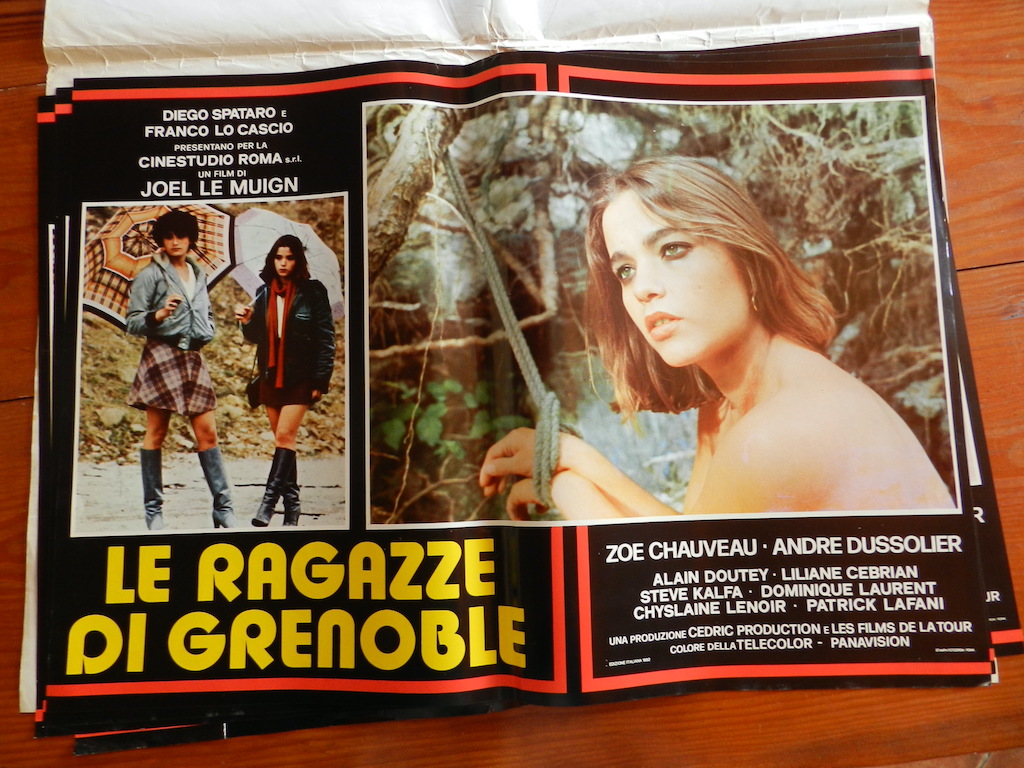 DIEGO SPATARO E
FRANCO LO CASCIO
PRESENTANO PER LA
CINESTUDIO ROMA s.r.l.
UN FILM DI
JOEL LE MUIGN
LE RAGAZZE
DI GRENOBLE
ZOE CHAUVEAU · ANDRE DUSSOLIER
ALAIN DOUTEY · LILIANE CEBRIAN
STEVE KALFA · DOMINIQUE LAURENT
CHYSLAINE LENOIR · PATRICK LAFANI
UNA PRODUZIONE CEDRIC PRODUCTION E LES FILMS DE LA TOUR
COLORE DELLA TELECOLOR - PANAVISION
R
UR